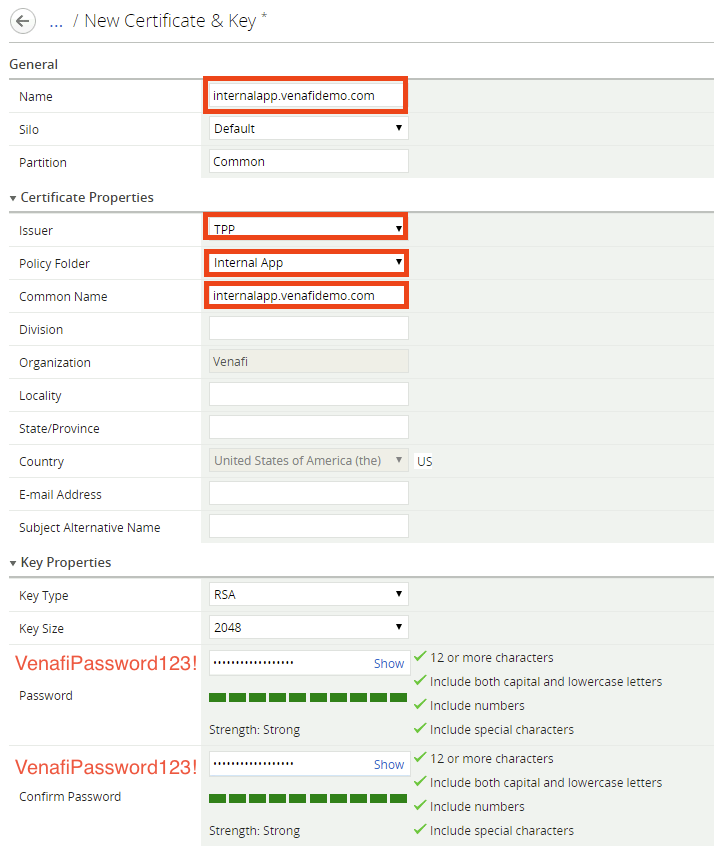 ... / New Certificate & Key *
General
Name internalapp.venafidemo.com
Silo Default
Partition Common
Certificate Properties
Issuer TPP
Policy Folder Internal App
Common Name internalapp.venafidemo.com
Division
Organization Venafi
Locality
State/Province
Country United States of America (the) US
E-mail Address
Subject Alternative Name
Key Properties
Key Type RSA
Key Size 2048
VenafiPassword123! •••••••••••••••••• Show 12 or more characters
Include both capital and lowercase letters
Password
Include numbers
Strength: Strong Include special characters
VenafiPassword123! •••••••••••••••••• Show 12 or more characters
Include both capital and lowercase letters
Confirm Password
Include numbers
Strength: Strong Include special characters